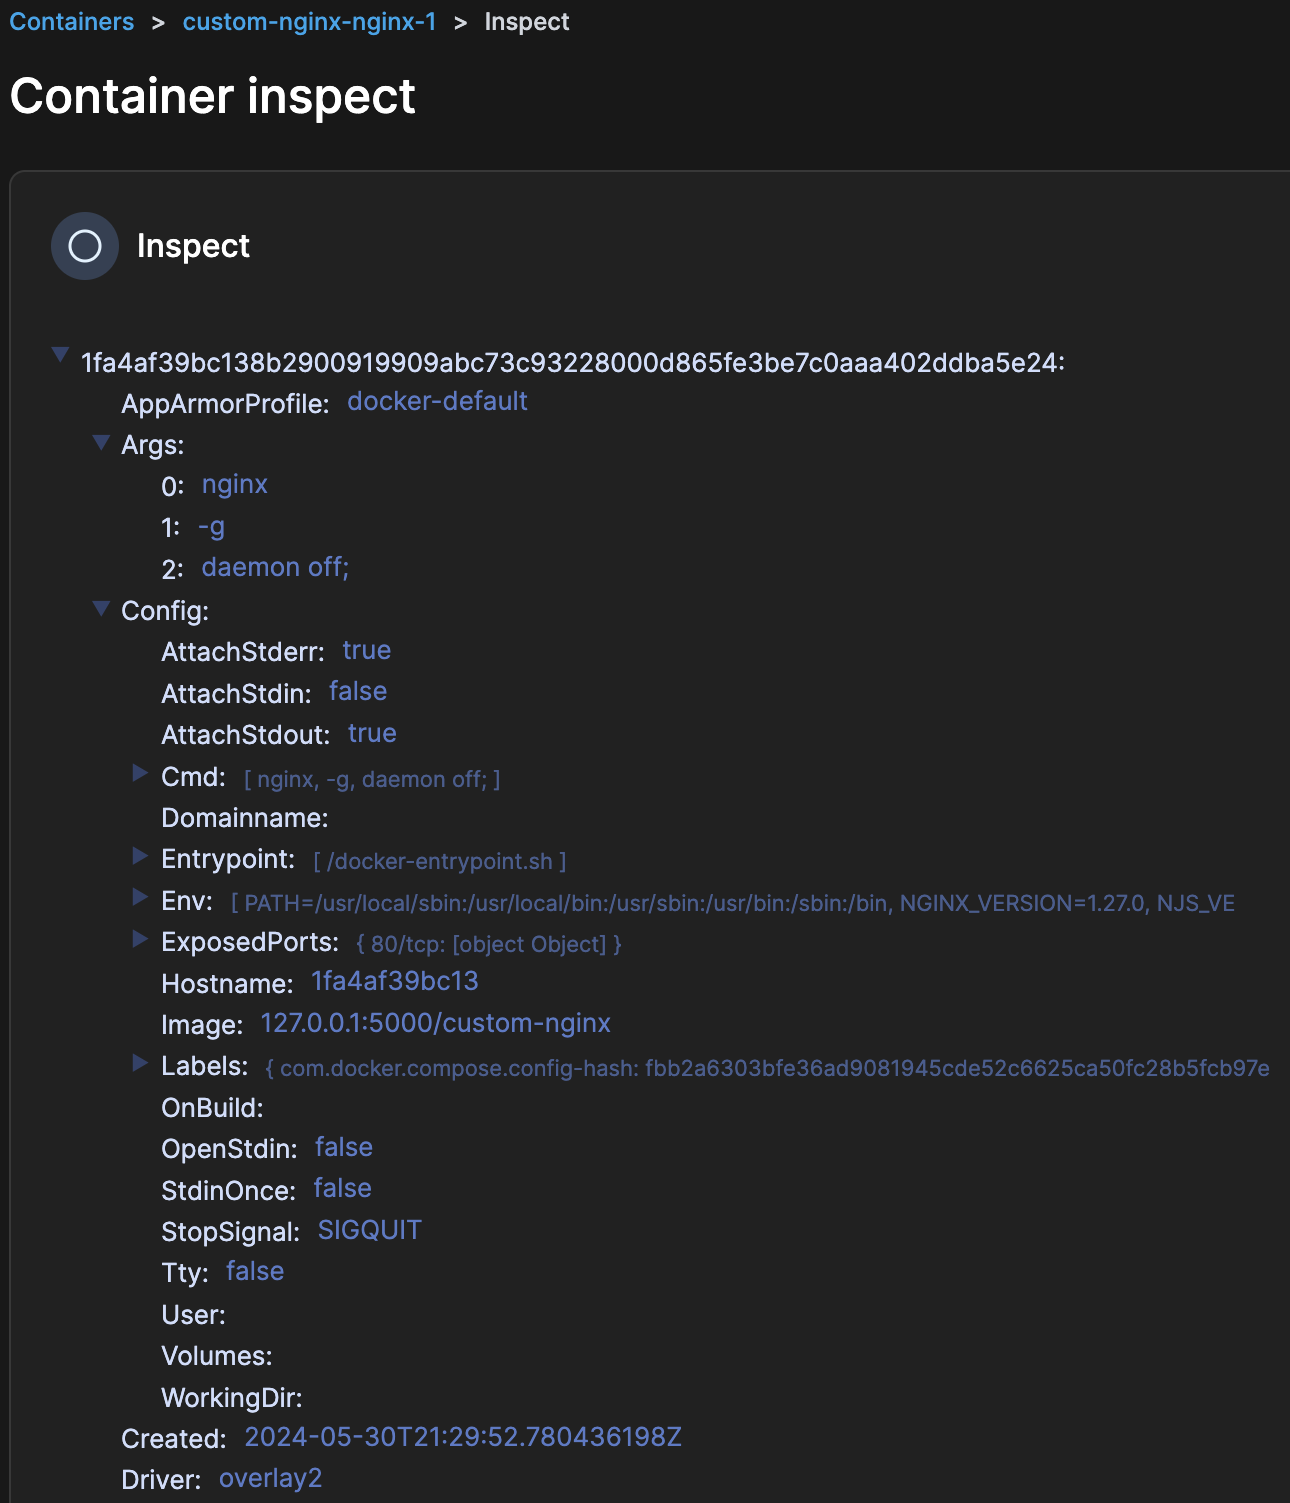 Containers > custom-nginx-nginx-1 > Inspect
Container inspect
Inspect
1fa4af39bc138b2900919909abc73c93228000d865fe3be7c0aaa402ddba5e24:
AppArmorProfile: docker-default
Args:
0: nginx
1: -g
2: daemon off;
Config:
AttachStderr: true
AttachStdin: false
AttachStdout: true
Cmd: [ nginx, -g, daemon off; ]
Domainname:
Entrypoint: [ /docker-entrypoint.sh ]
Env: [ PATH=/usr/local/sbin:/usr/local/bin:/usr/sbin:/usr/bin:/sbin:/bin, NGINX_VERSION=1.27.0, NJS_VE
ExposedPorts: { 80/tcp: [object Object] }
Hostname: 1fa4af39bc13
Image: 127.0.0.1:5000/custom-nginx
Labels: { com.docker.compose.config-hash: fbb2a6303bfe36ad9081945cde52c6625ca50fc28b5fcb97e
OnBuild:
OpenStdin: false
StdinOnce: false
StopSignal: SIGQUIT
Tty: false
User:
Volumes:
WorkingDir:
Created: 2024-05-30T21:29:52.780436198Z
Driver: overlay2